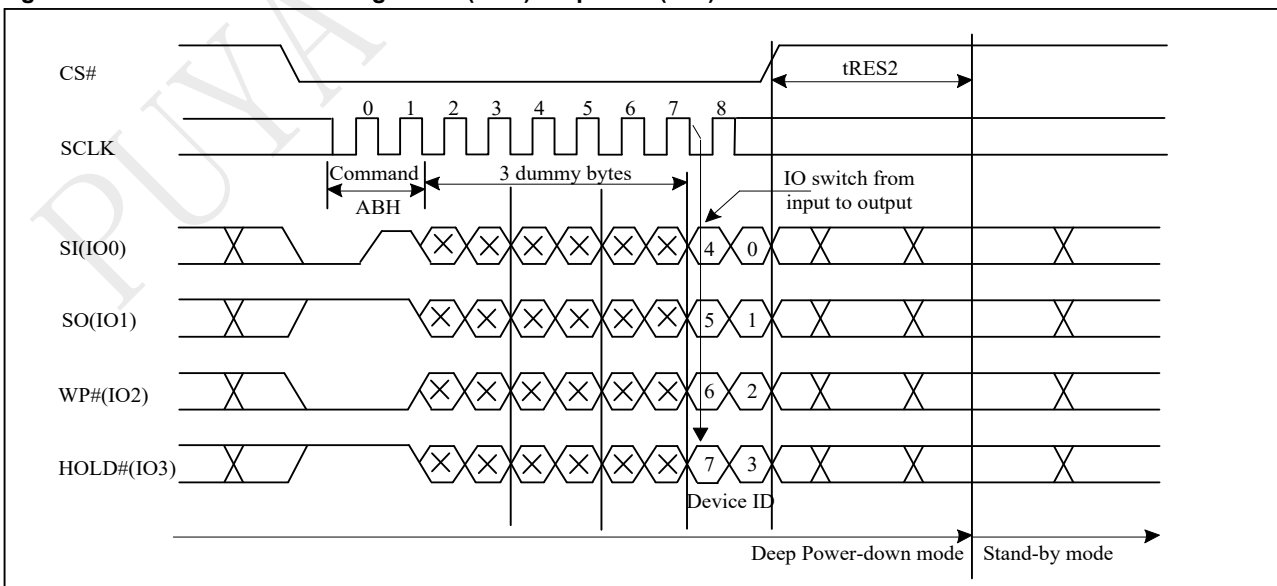 PUYA
CS#
tRES2
0 1 2 3 4 5 6 7 8
SCLK
Command
3 dummy bytes
IO switch from
input to output
ABH
SI(IO0)
4 0
SO(IO1)
5 1
WP#(IO2)
6 2
HOLD#(IO3)
7 3
Device ID
Deep Power-down mode Stand-by mode